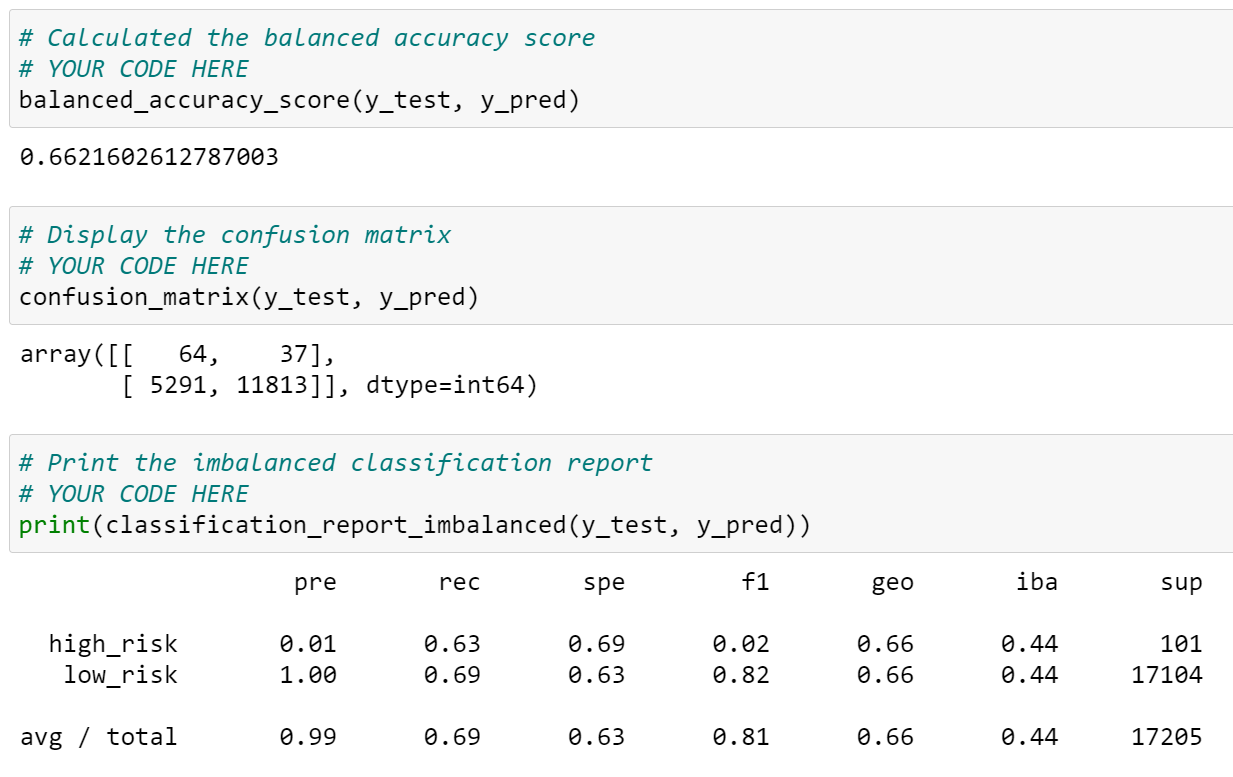 # Calculated the balanced accuracy score
# YOUR CODE HERE
balanced_accuracy_score(y_test, y_pred)
0.6621602612787003
# Display the confusion matrix
# YOUR CODE HERE
confusion_matrix(y_test, y_pred)
array([[   64,    37],
       [ 5291, 11813]], dtype=int64)
# Print the imbalanced classification report
# YOUR CODE HERE
print(classification_report_imbalanced(y_test, y_pred))
                   pre       rec       spe        f1       geo       iba       sup
  high_risk       0.01      0.63      0.69      0.02      0.66      0.44       101
   low_risk       1.00      0.69      0.63      0.82      0.66      0.44     17104
avg / total       0.99      0.69      0.63      0.81      0.66      0.44     17205